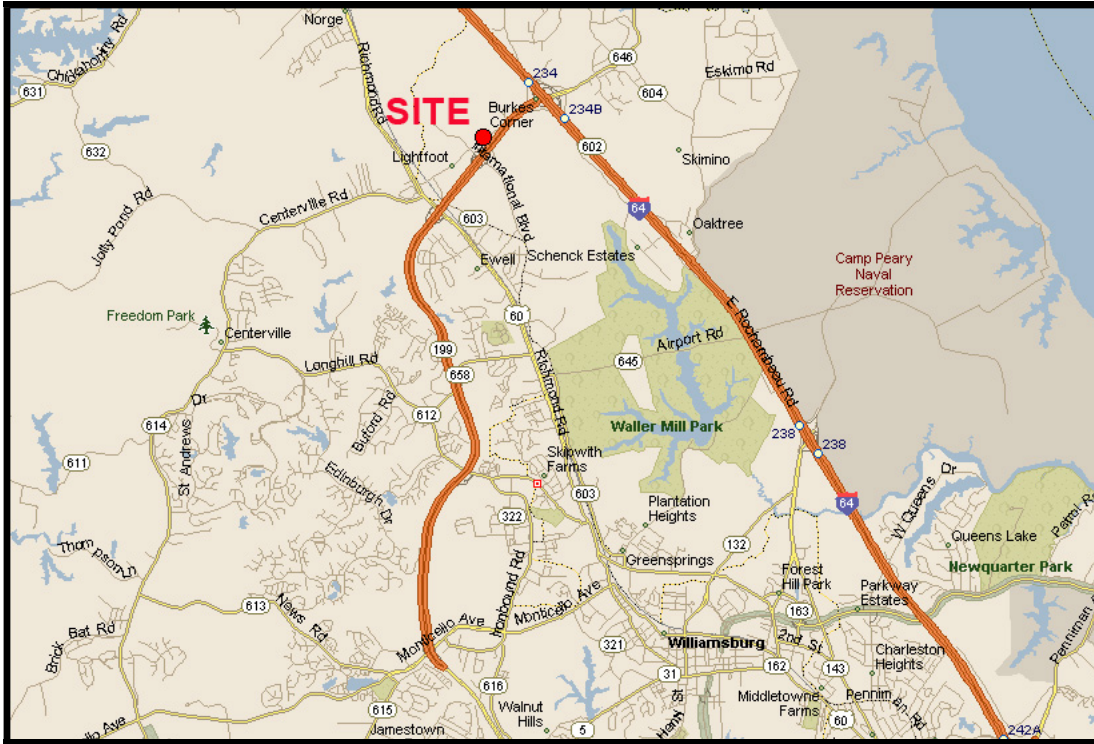 Norge
Chickahominy Rd
631
Richmond Rd
234
646
Eskimo Rd
604
Burkes
Corner
234B
SITE
632
Lightfoot
International Blvd
602
Skimino
Jolly Pond Rd
Centerville Rd
603
64
Oaktree
Ewell
Schenck Estates
Camp Peary
Naval
Reservation
Freedom Park
Centerville
60
E Rochambeau Rd
Airport Rd
645
Longhill Rd
199
658
Richmond Rd
Buford Rd
612
Waller Mill Park
238
238
614
St Andrews Dr
611
Edinburgh Dr
Skipwith
Farms
603
Plantation
Heights
64
W Queens Dr
Queens Lake
Patrol Rd
322
132
Newquarter Park
Thompson Ln
Ironbound Rd
Greensprings
Forest
Hill Park
Parkway
Estates
613
News Rd
Monticello Ave
Monticello Ave
163
Brick Bat Rd
321
Williamsburg
2nd St
Penniman
Charleston
Heights
162
143
31
616
Middletowne
Farms
Penniman Rd
615
Jamestown
Walnut
Hills
5
60
242A
Ave